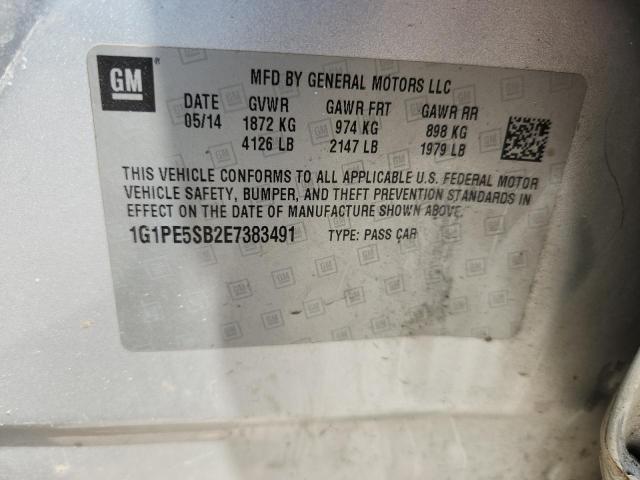 GM
MFD BY GENERAL MOTORS LLC
DATE GVWR GAWR FRT GAWR RR
05/14 1872 KG 974 KG 898 KG
4126 LB 2147 LB 1979 LB
THIS VEHICLE CONFORMS TO ALL APPLICABLE U.S. FEDERAL MOTOR
VEHICLE SAFETY, BUMPER, AND THEFT PREVENTION STANDARDS IN
EFFECT ON THE DATE OF MANUFACTURE SHOWN ABOVE.
1G1PE5SB2E7383491 TYPE: PASS CAR